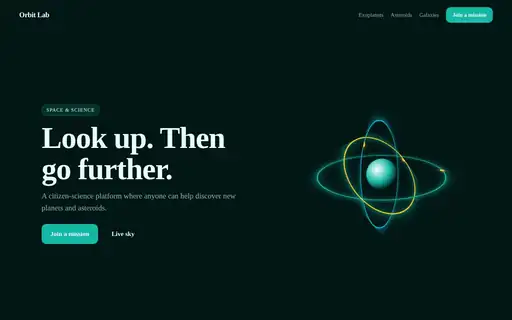 Orbit Lab
Exoplanets Asteroids Galaxies Join a mission
SPACE & SCIENCE
Look up. Then
go further.
A citizen-science platform where anyone can help discover new
planets and asteroids.
Join a mission Live sky